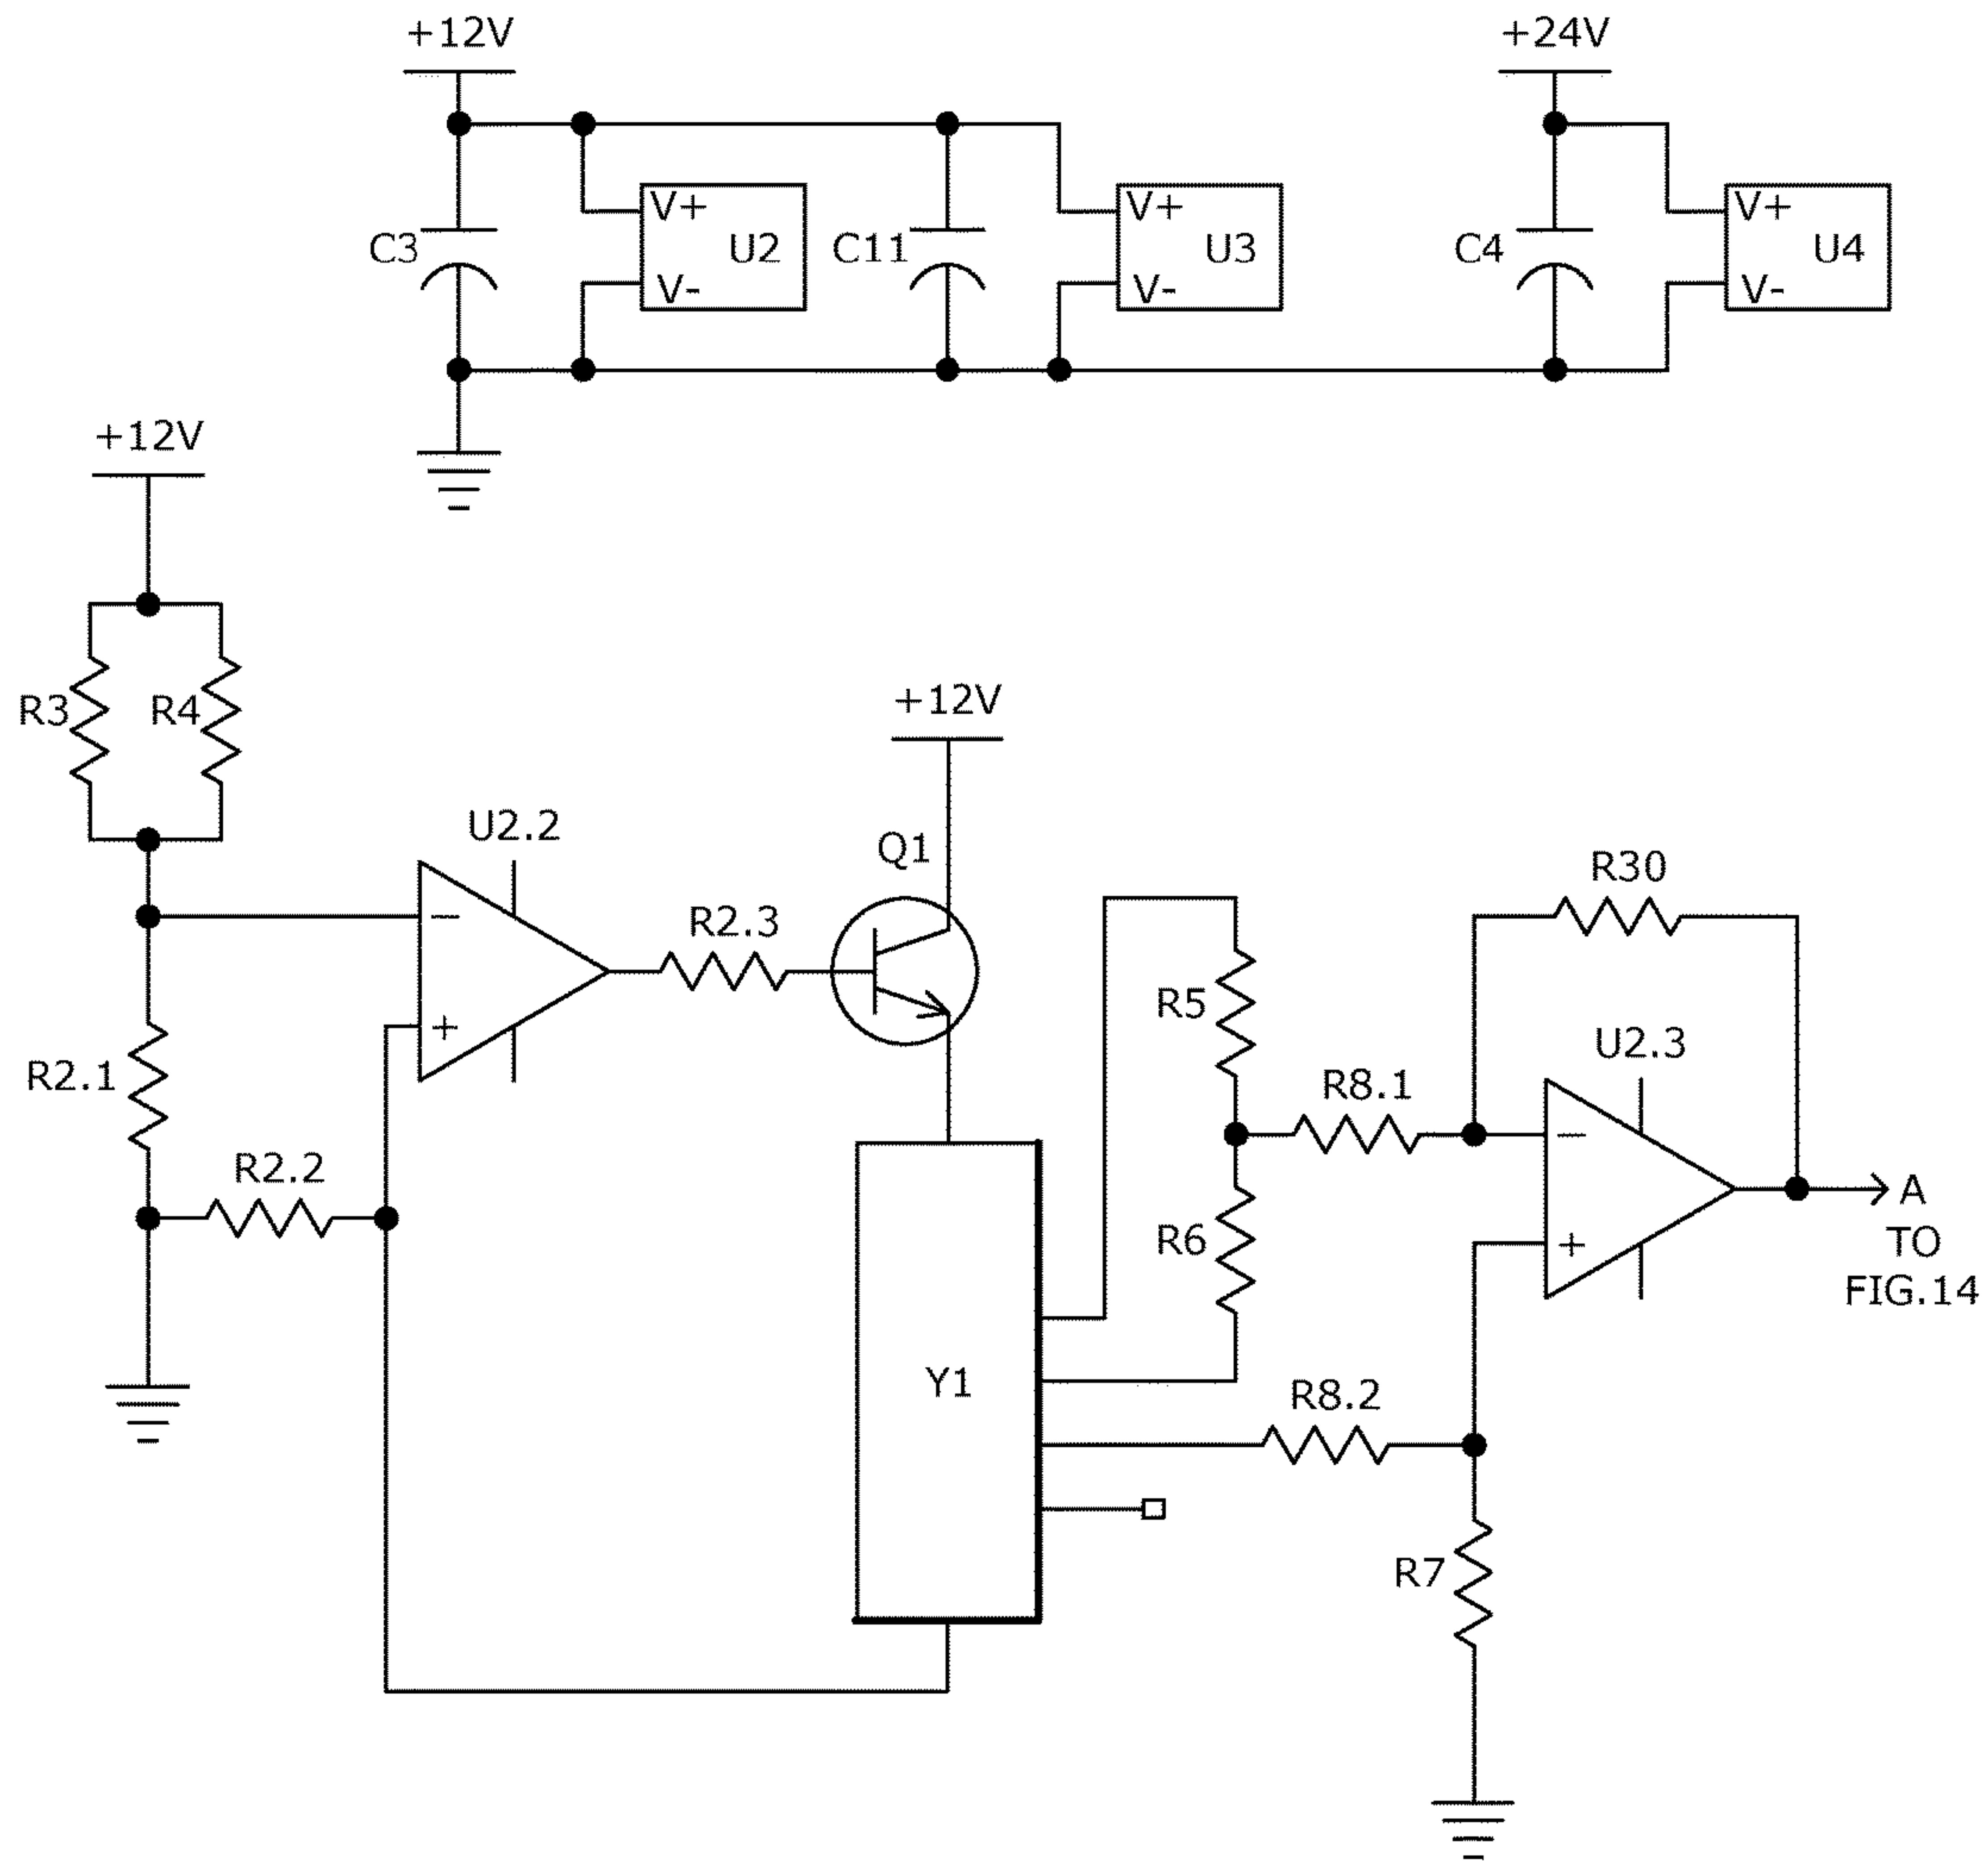 +12V
+24V
C3
V+
U2
V-
C11
V+
U3
V-
C4
V+
U4
V-
+12V
R3
R4
+12V
U2.2
Q1
R2.3
R30
−
+
R2.1
R5
U2.3
R8.1
R2.2
−
A
TO
FIG.14
R6
+
Y1
R8.2
R7